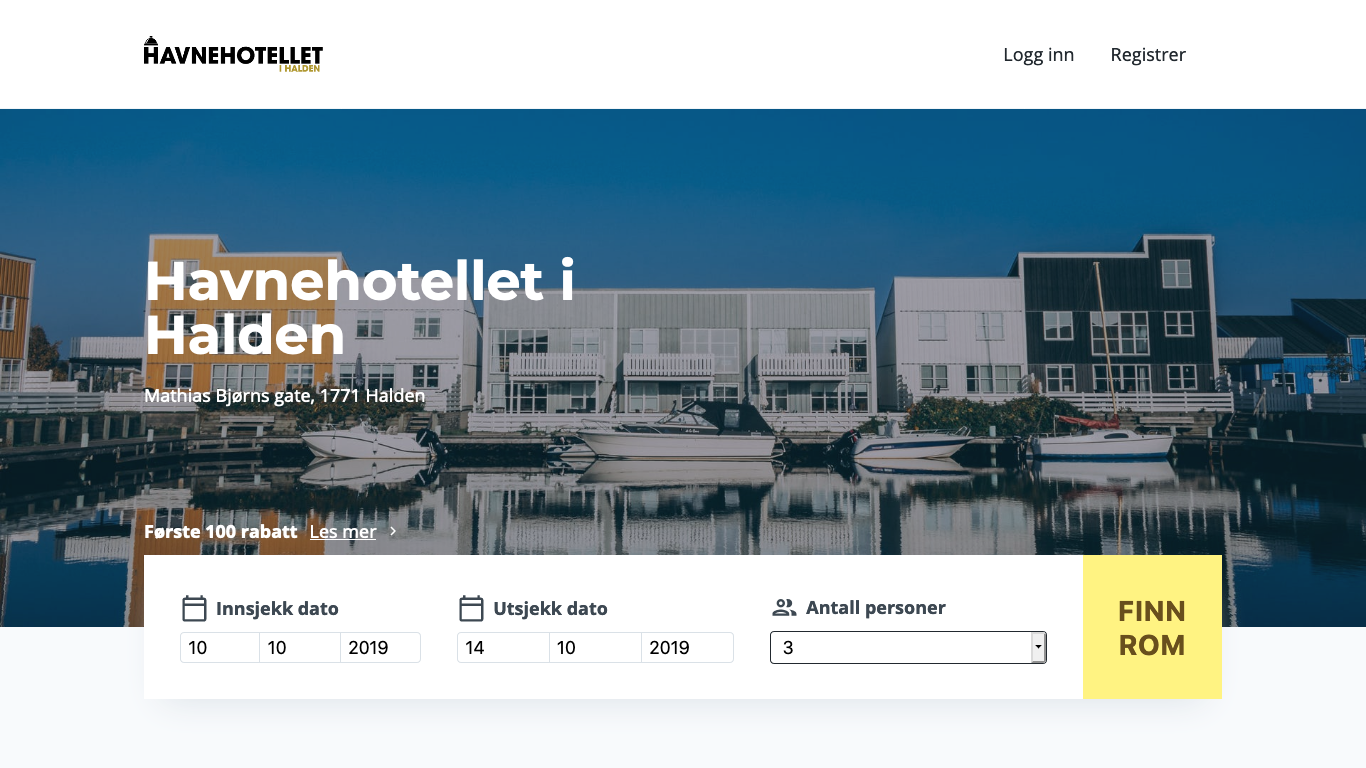 HAVNEHOTELLET
I HALDEN
Logg inn
Registrer
Havnehotellet i
Halden
Mathias Bjørns gate, 1771 Halden
Første 100 rabatt Les mer
Innsjekk dato
10 10 2019
Utsjekk dato
14 10 2019
Antall personer
3
FINN
ROM